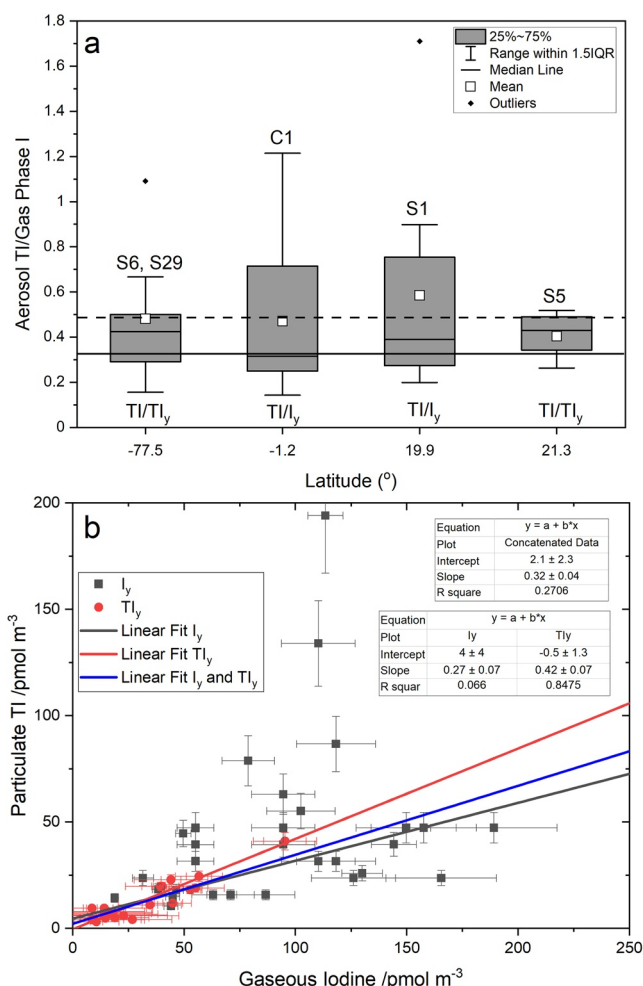 a
25%~75%
Range within 1.5IQR
Median Line
Mean
Outliers
1.8
1.6
1.4
1.2
1
0.8
0.6
0.4
0.2
0
Aerosol TI/Gas Phase I
S6, S29
C1
S1
S5
TI/TIy
TI/Iy
TI/Iy
TI/TIy
-77.5
-1.2
19.9
21.3
Latitude (o)
b
200
150
100
50
0
Particulate TI /pmol m-3
Iy
TIy
Linear Fit Iy
Linear Fit TIy
Linear Fit Iy and TIy
Equation y = a + b*x
Plot Concatenated Data
Intercept 2.1 ± 2.3
Slope 0.32 ± 0.04
R square 0.2706
Equation y = a + b*x
Plot Iy TIy
Intercept 4 ± 4 -0.5 ± 1.3
Slope 0.27 ± 0.07 0.42 ± 0.07
R squar 0.066 0.8475
0 50 100 150 200 250
Gaseous Iodine /pmol m-3